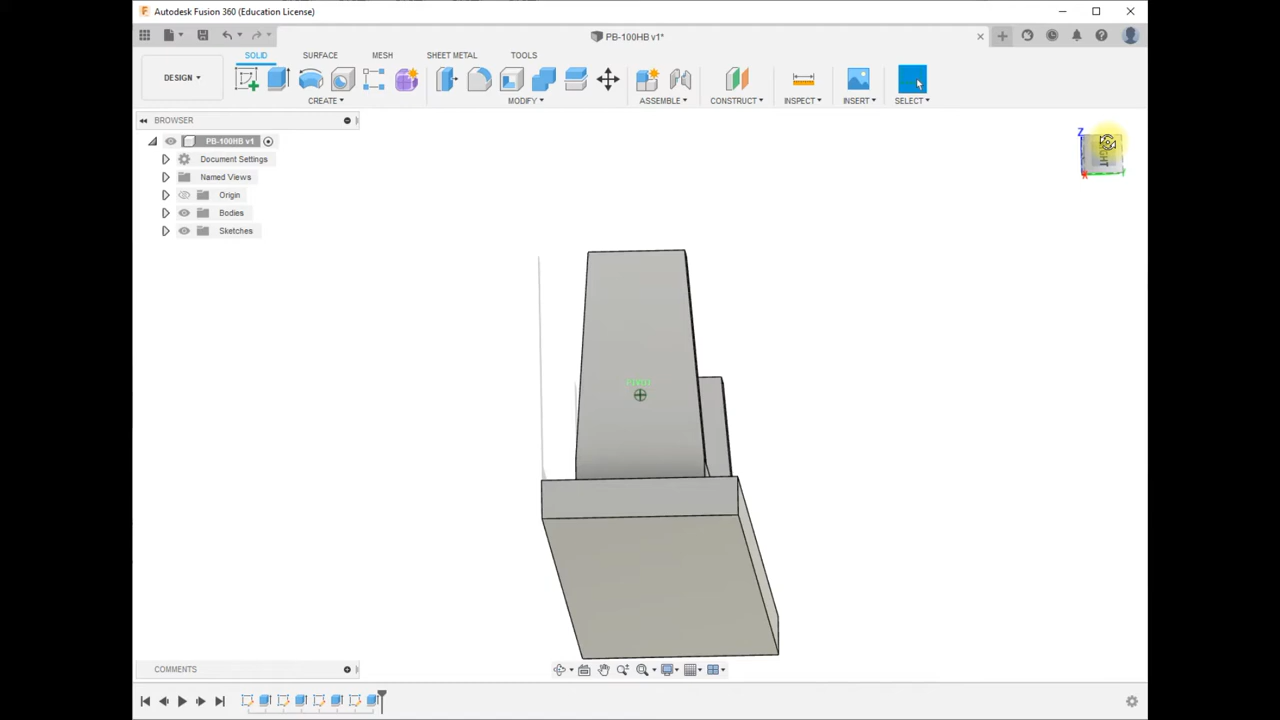 Autodesk Fusion 360 (Education License)
PB-100HB v1*
SOLID SURFACE MESH SHEET METAL TOOLS
DESIGN
CREATE MODIFY ASSEMBLE CONSTRUCT INSPECT INSERT SELECT
BROWSER
PB-100HB v1
Document Settings
Named Views
Origin
Bodies
Sketches
Z
X
Y
COMMENTS